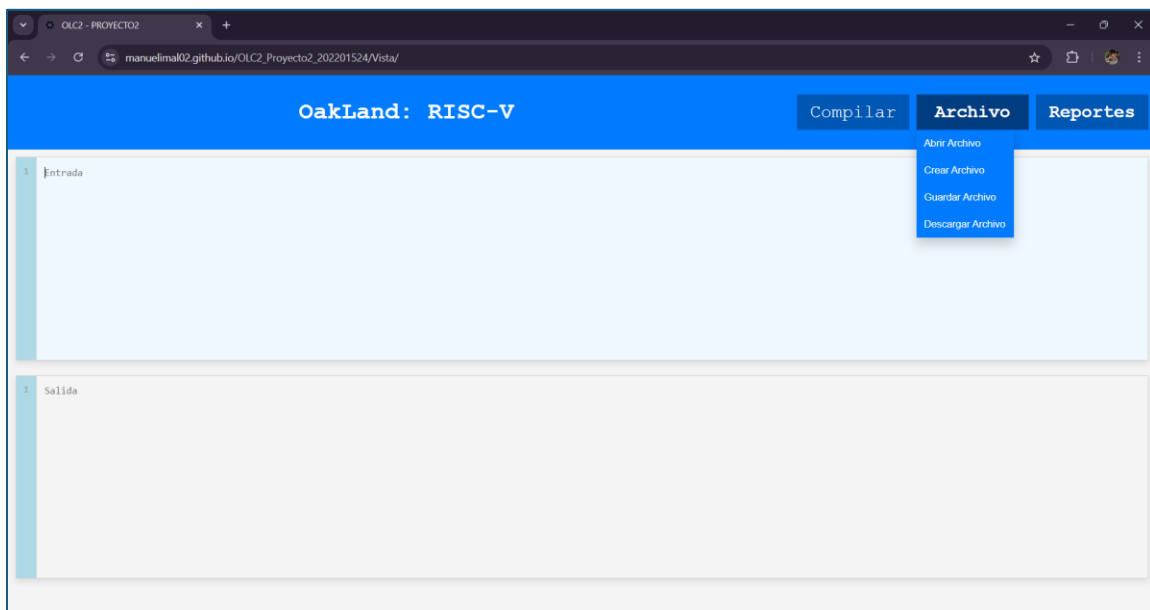 OLC2 - PROYECTO2
manuelimal02.github.io/OLC2_Proyecto2_202201524/Vista/
OakLand: RISC-V
Compilar
Archivo
Reportes
Abrir Archivo
Crear Archivo
Guardar Archivo
Descargar Archivo
1 Entrada
1 Salida